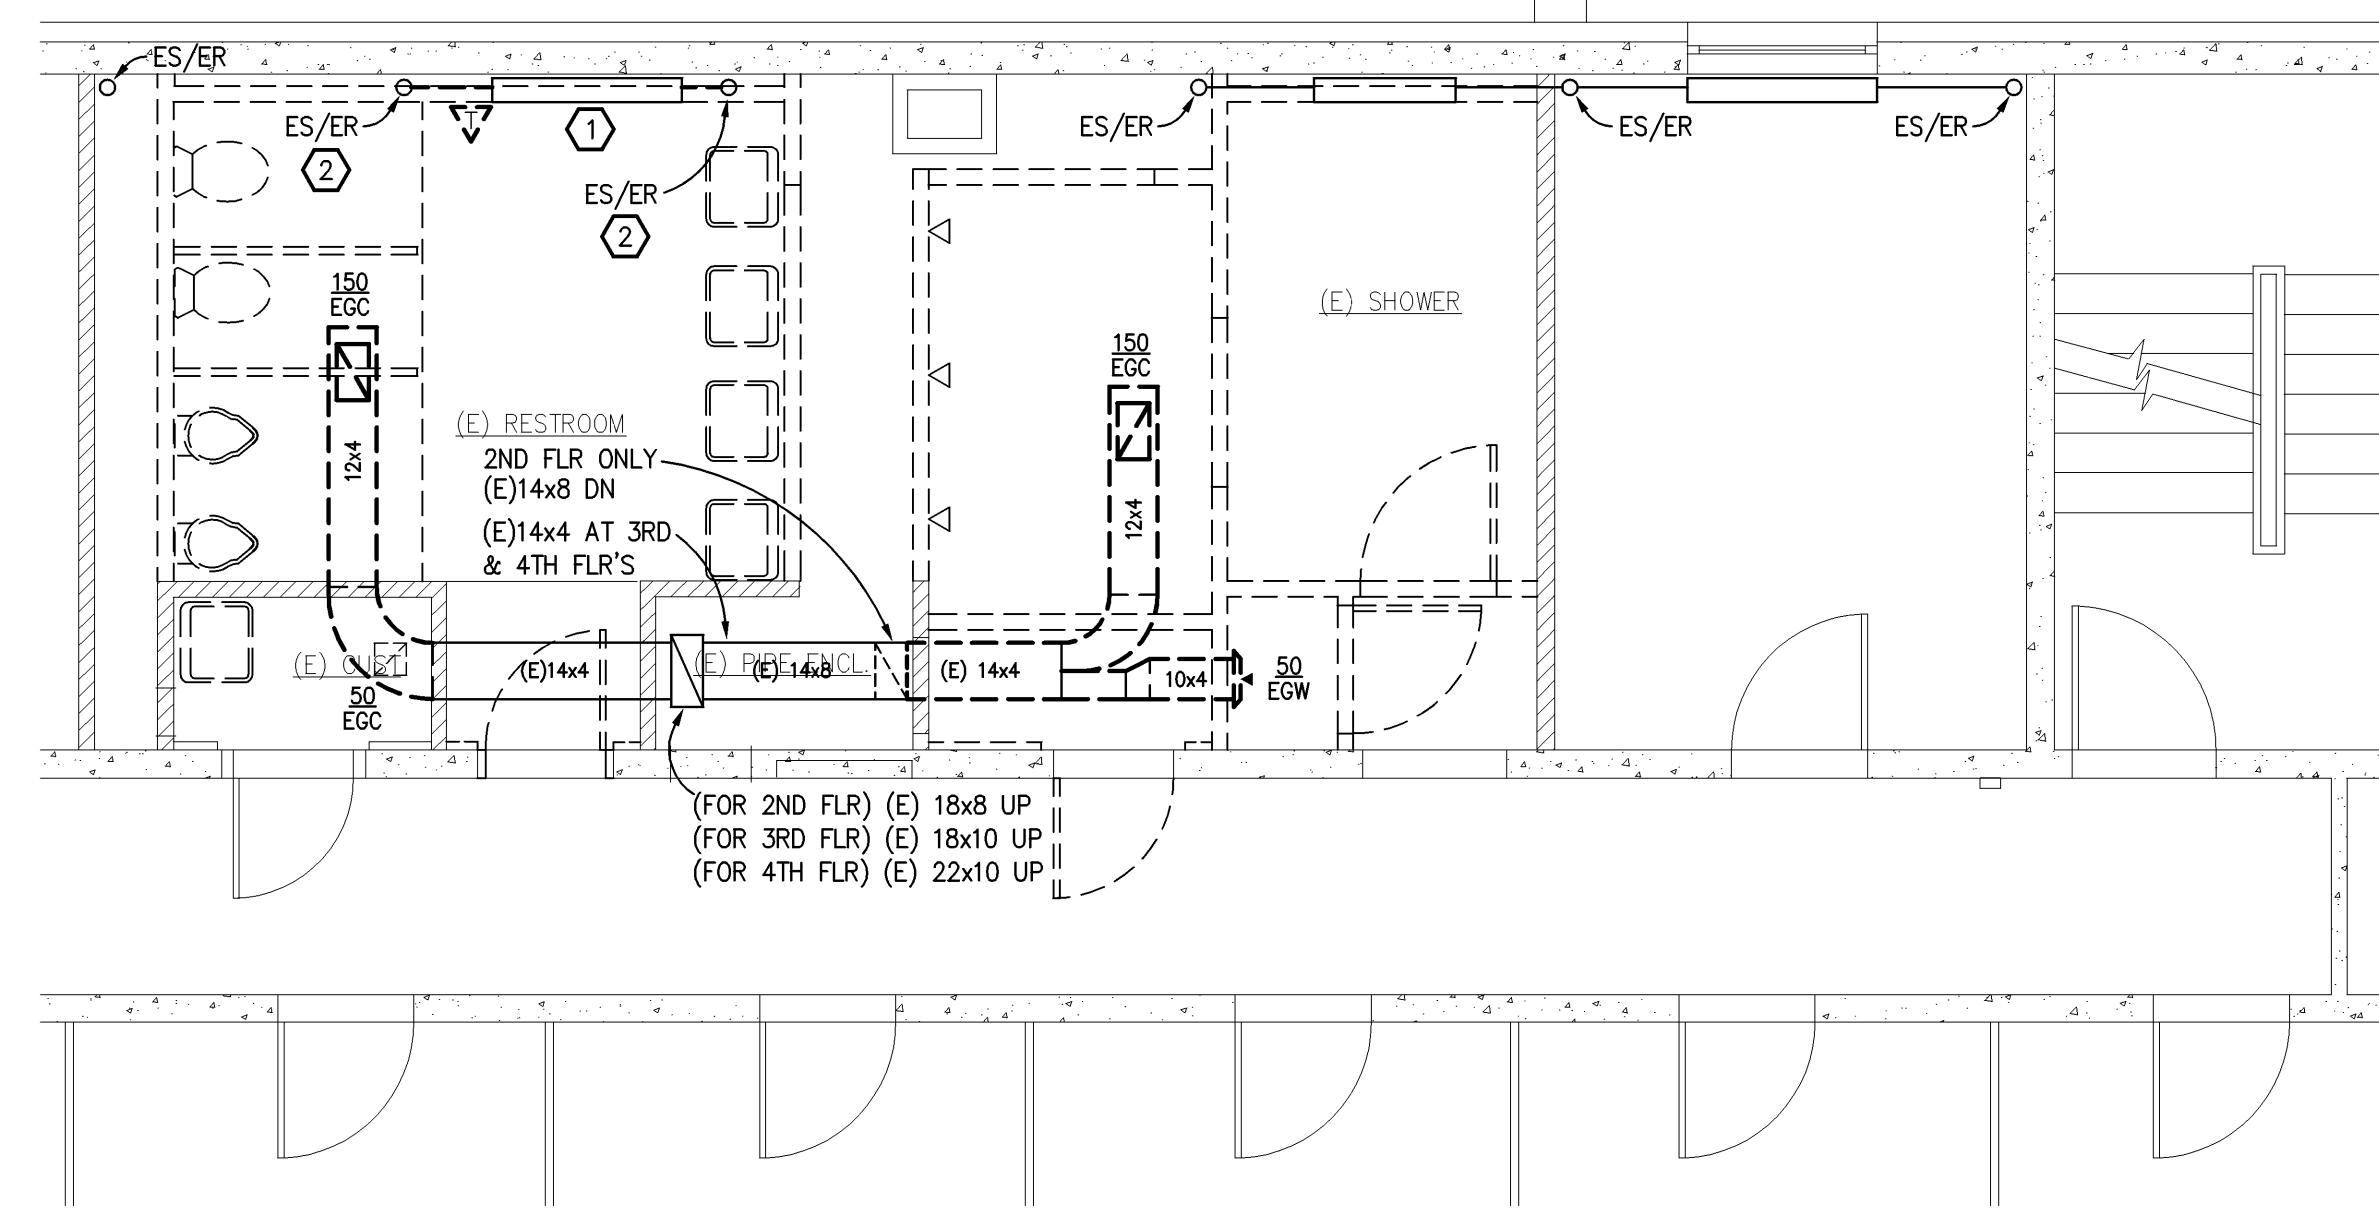 ES/ER
T
ES/ER
1
ES/ER
ES/ER
ES/ER
2
ES/ER
2
150
EGC
(E) SHOWER
150
EGC
12x4
(E) RESTROOM
2ND FLR ONLY
(E)14x8 DN
(E)14x4 AT 3RD
& 4TH FLR'S
12x4
(E) CUST.
50
EGC
(E)14x4
(E) PIPE ENCL.
(E) 14x8
(E) 14x4
10x4
50
EGW
(FOR 2ND FLR) (E) 18x8 UP
(FOR 3RD FLR) (E) 18x10 UP
(FOR 4TH FLR) (E) 22x10 UP